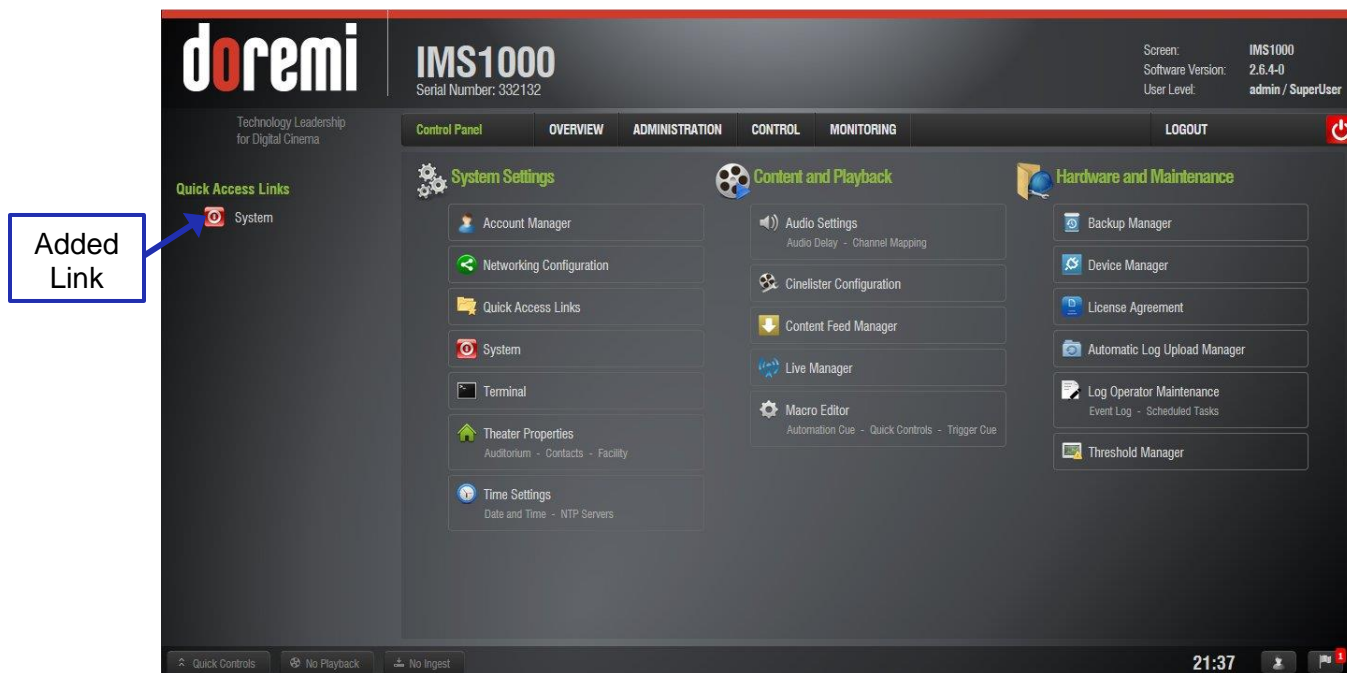 doremi
Technology Leadership
for Digital Cinema
IMS1000
Serial Number: 332132
Screen: IMS1000
Software Version: 2.6.4-0
User Level: admin / SuperUser
Control Panel OVERVIEW ADMINISTRATION CONTROL MONITORING LOGOUT
Quick Access Links
System
Added
Link
System Settings
Account Manager
Networking Configuration
Quick Access Links
System
Terminal
Theater Properties
Auditorium - Contacts - Facility
Time Settings
Date and Time - NTP Servers
Content and Playback
Audio Settings
Audio Delay - Channel Mapping
Cinelister Configuration
Content Feed Manager
Live Manager
Macro Editor
Automation Cue - Quick Controls - Trigger Cue
Hardware and Maintenance
Backup Manager
Device Manager
License Agreement
Automatic Log Upload Manager
Log Operator Maintenance
Event Log - Scheduled Tasks
Threshold Manager
Quick Controls No Playback No Ingest 21:37 1